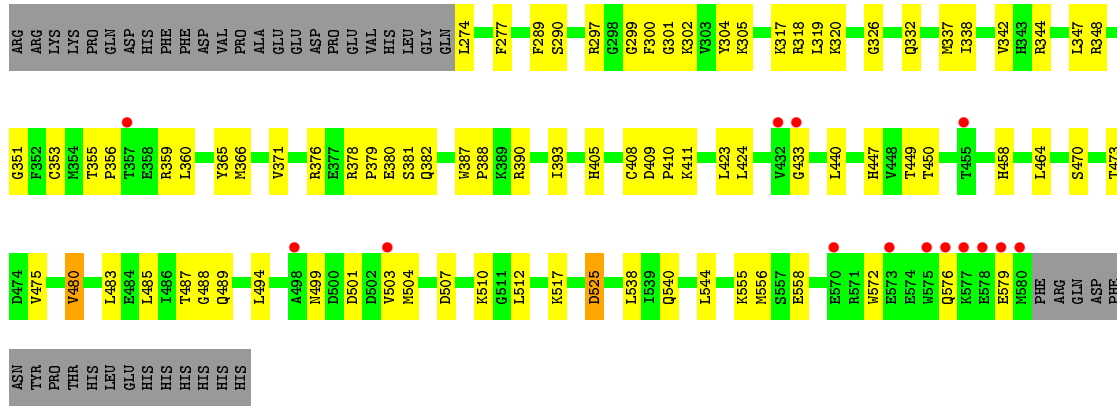 ARG ARG LYS LYS PRO GLN ASP HIS PHE PHE ASP VAL PRO ALA GLU GLU ASP PRO GLU VAL HIS LEU GLY GLN L274 F277 F289 S290 R297 G298 G299 F300 G301 K302 V303 Y304 K305 K317 R318 L319 K320 G326 Q332 M337 I338 V342 H343 R344 L347 R348
G351 F352 C353 M354 T355 P356 T357 E358 R359 L360 Y365 M366 V371 R376 E377 R378 P379 E380 S381 Q382 W387 P388 K389 R390 I393 H405 C408 D409 P410 K411 L423 L424 V432 G433 L440 H447 V448 T449 T450 T455 H458 L464 S470 T473
D474 V475 V480 L483 E484 L485 I486 T487 G488 Q489 L494 A498 N499 D500 D501 D502 V503 M504 D507 K510 G511 L512 K517 D525 L538 I539 Q540 L544 K555 M556 S557 E558 E570 R571 W572 E573 E574 W575 Q576 K577 E578 E579 M580 PHE ARG GLN ASP PHE
ASN TYR PRO THR HIS LEU GLU HIS HIS HIS HIS HIS HIS